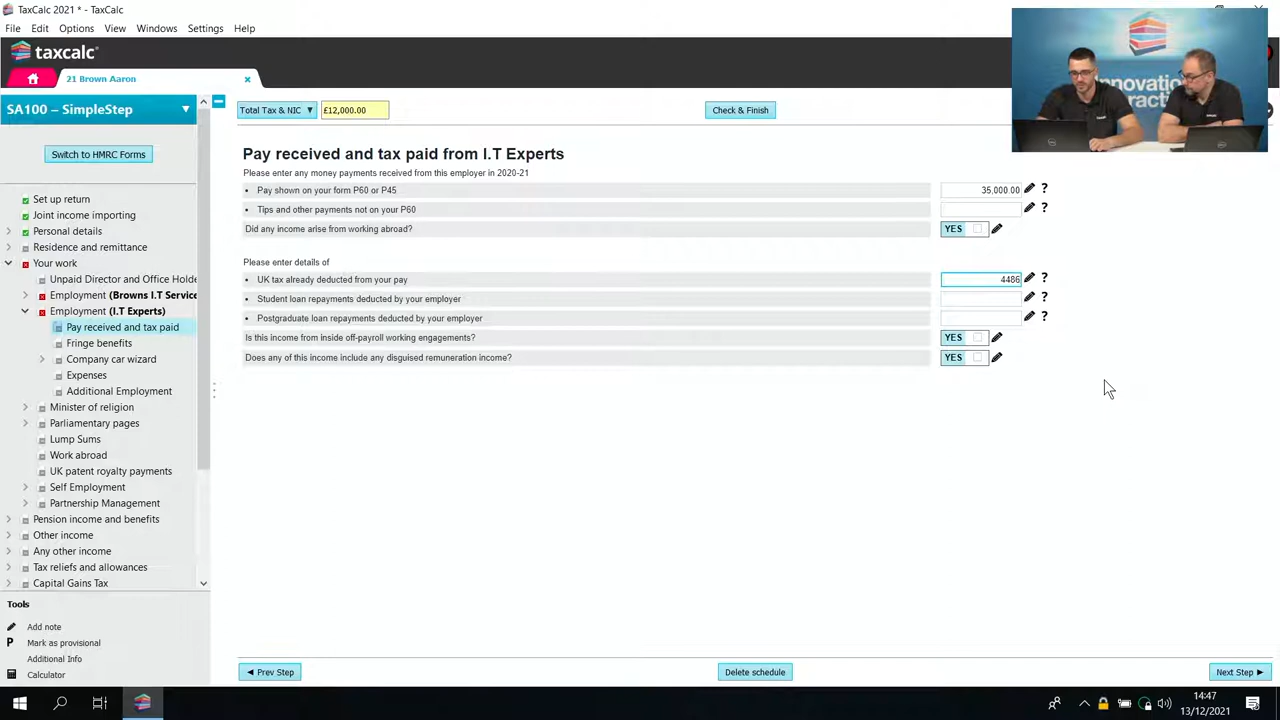 TaxCalc 2021 * - TaxCalc
File Edit Options View Windows Settings Help
taxcalc
21 Brown Aaron
SA100 – SimpleStep
Switch to HMRC Forms
Set up return
Joint income importing
Personal details
Residence and remittance
Your work
Unpaid Director and Office Holde
Employment (Browns I.T Service
Employment (I.T Experts)
Pay received and tax paid
Fringe benefits
Company car wizard
Expenses
Additional Employment
Minister of religion
Parliamentary pages
Lump Sums
Work abroad
UK patent royalty payments
Self Employment
Partnership Management
Pension income and benefits
Other income
Any other income
Tax reliefs and allowances
Capital Gains Tax
Tools
Add note
P Mark as provisional
Additional Info
Calculator
Total Tax & NIC £12,000.00 Check & Finish
Pay received and tax paid from I.T Experts
Please enter any money payments received from this employer in 2020-21
• Pay shown on your form P60 or P45 35,000.00 ?
• Tips and other payments not on your P60 ?
Did any income arise from working abroad? YES
Please enter details of
• UK tax already deducted from your pay 4486 ?
• Student loan repayments deducted by your employer ?
• Postgraduate loan repayments deducted by your employer ?
Is this income from inside off-payroll working engagements? YES
Does any of this income include any disguised remuneration income? YES
Prev Step Delete schedule Next Step
14:47
13/12/2021